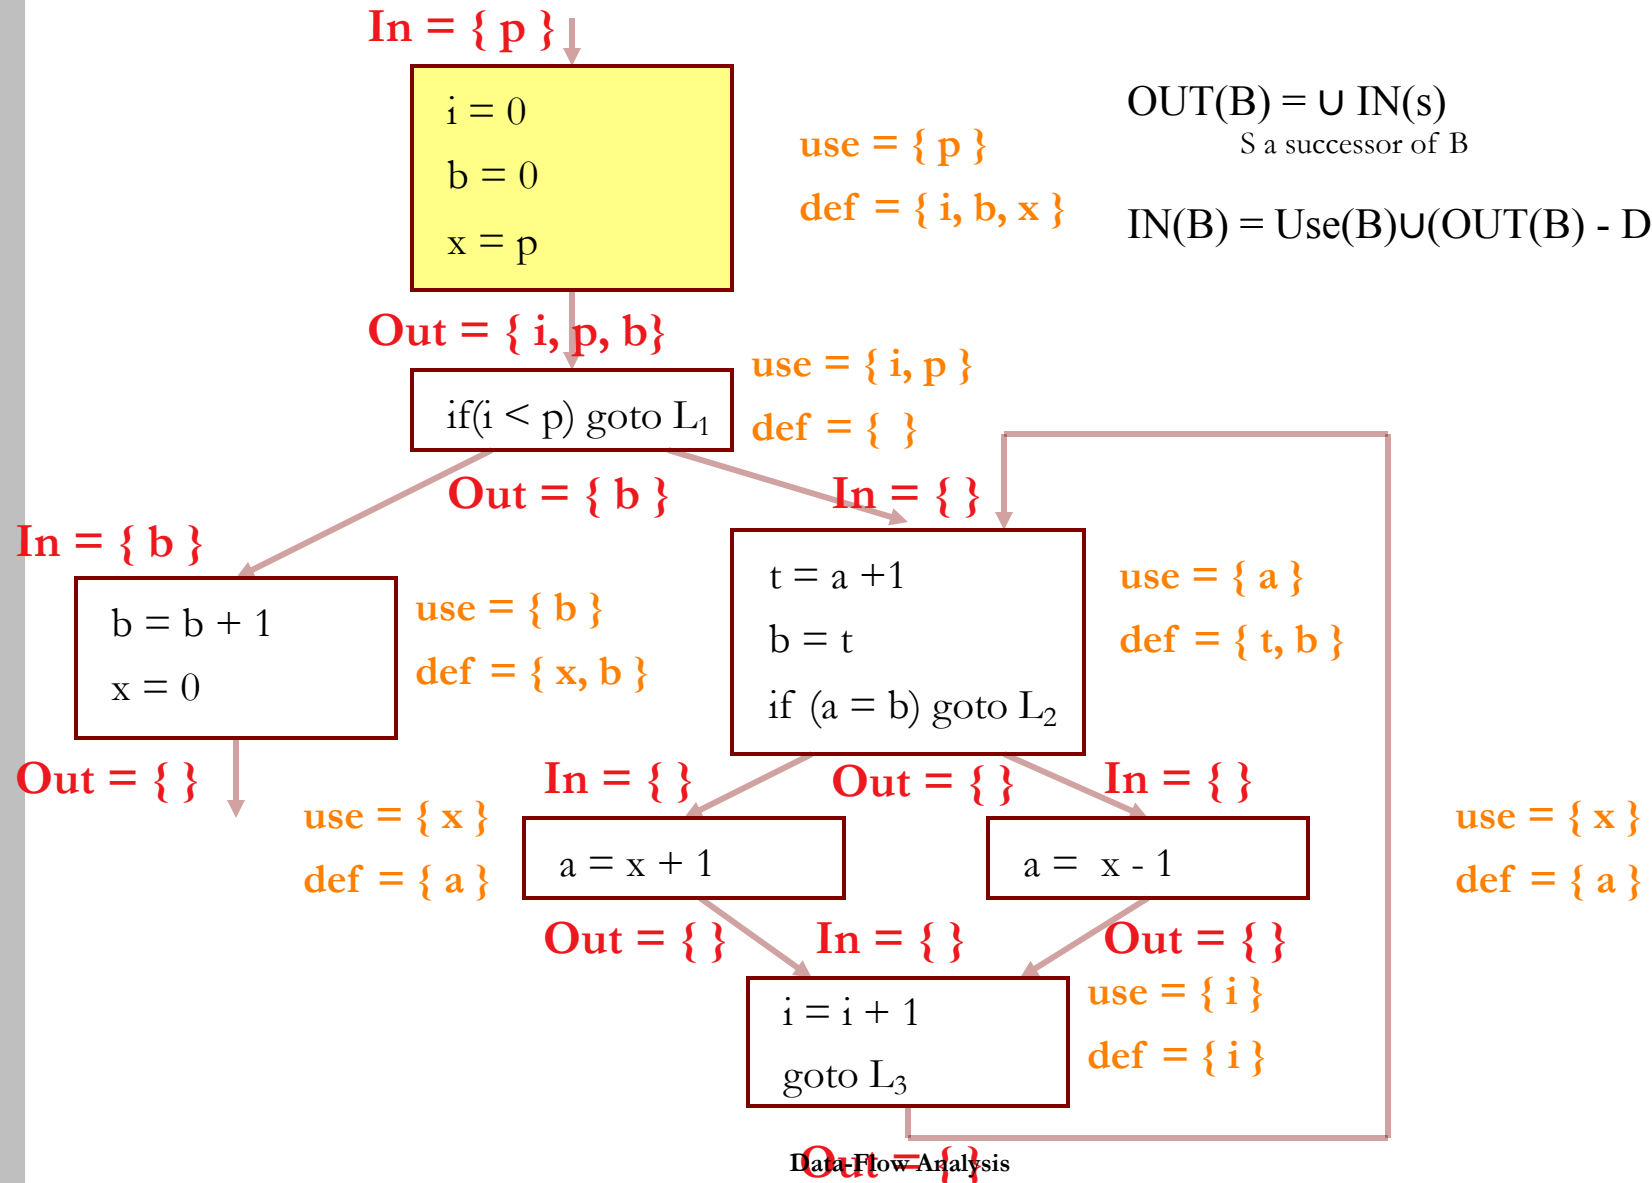 In = { p }
i = 0
b = 0
x = p
use = { p }
def = { i, b, x }
OUT(B) = ∪ IN(s)
S a successor of B
IN(B) = Use(B)∪(OUT(B) - D
Out = { i, p, b}
if(i < p) goto L₁
use = { i, p }
def = { }
Out = { b }
In = { }
In = { b }
b = b + 1
x = 0
use = { b }
def = { x, b }
t = a +1
b = t
if (a = b) goto L₂
use = { a }
def = { t, b }
Out = { }
In = { }
Out = { }
In = { }
use = { x }
def = { a }
a = x + 1
a = x - 1
use = { x }
def = { a }
Out = { }
In = { }
Out = { }
i = i + 1
goto L₃
use = { i }
def = { i }
Out = { }
Data-Flow Analysis